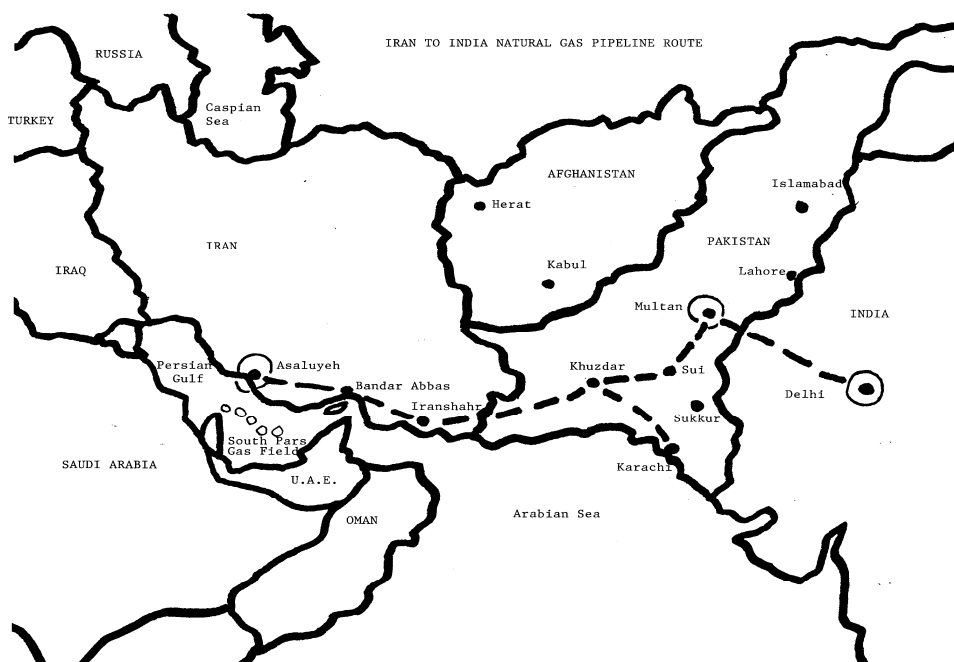 IRAN TO INDIA NATURAL GAS PIPELINE ROUTE
RUSSIA
Caspian
Sea
TURKEY
AFGHANISTAN
Islamabad
Herat
IRAN
PAKISTAN
IRAQ
Kabul
Lahore
Multan
INDIA
Persian
Gulf
Asaluyeh
Khuzdar
Sui
Bandar Abbas
Delhi
Iranshahr
Sukkur
South Pars
Gas Field
SAUDI ARABIA
Karachi
U.A.E.
OMAN
Arabian Sea